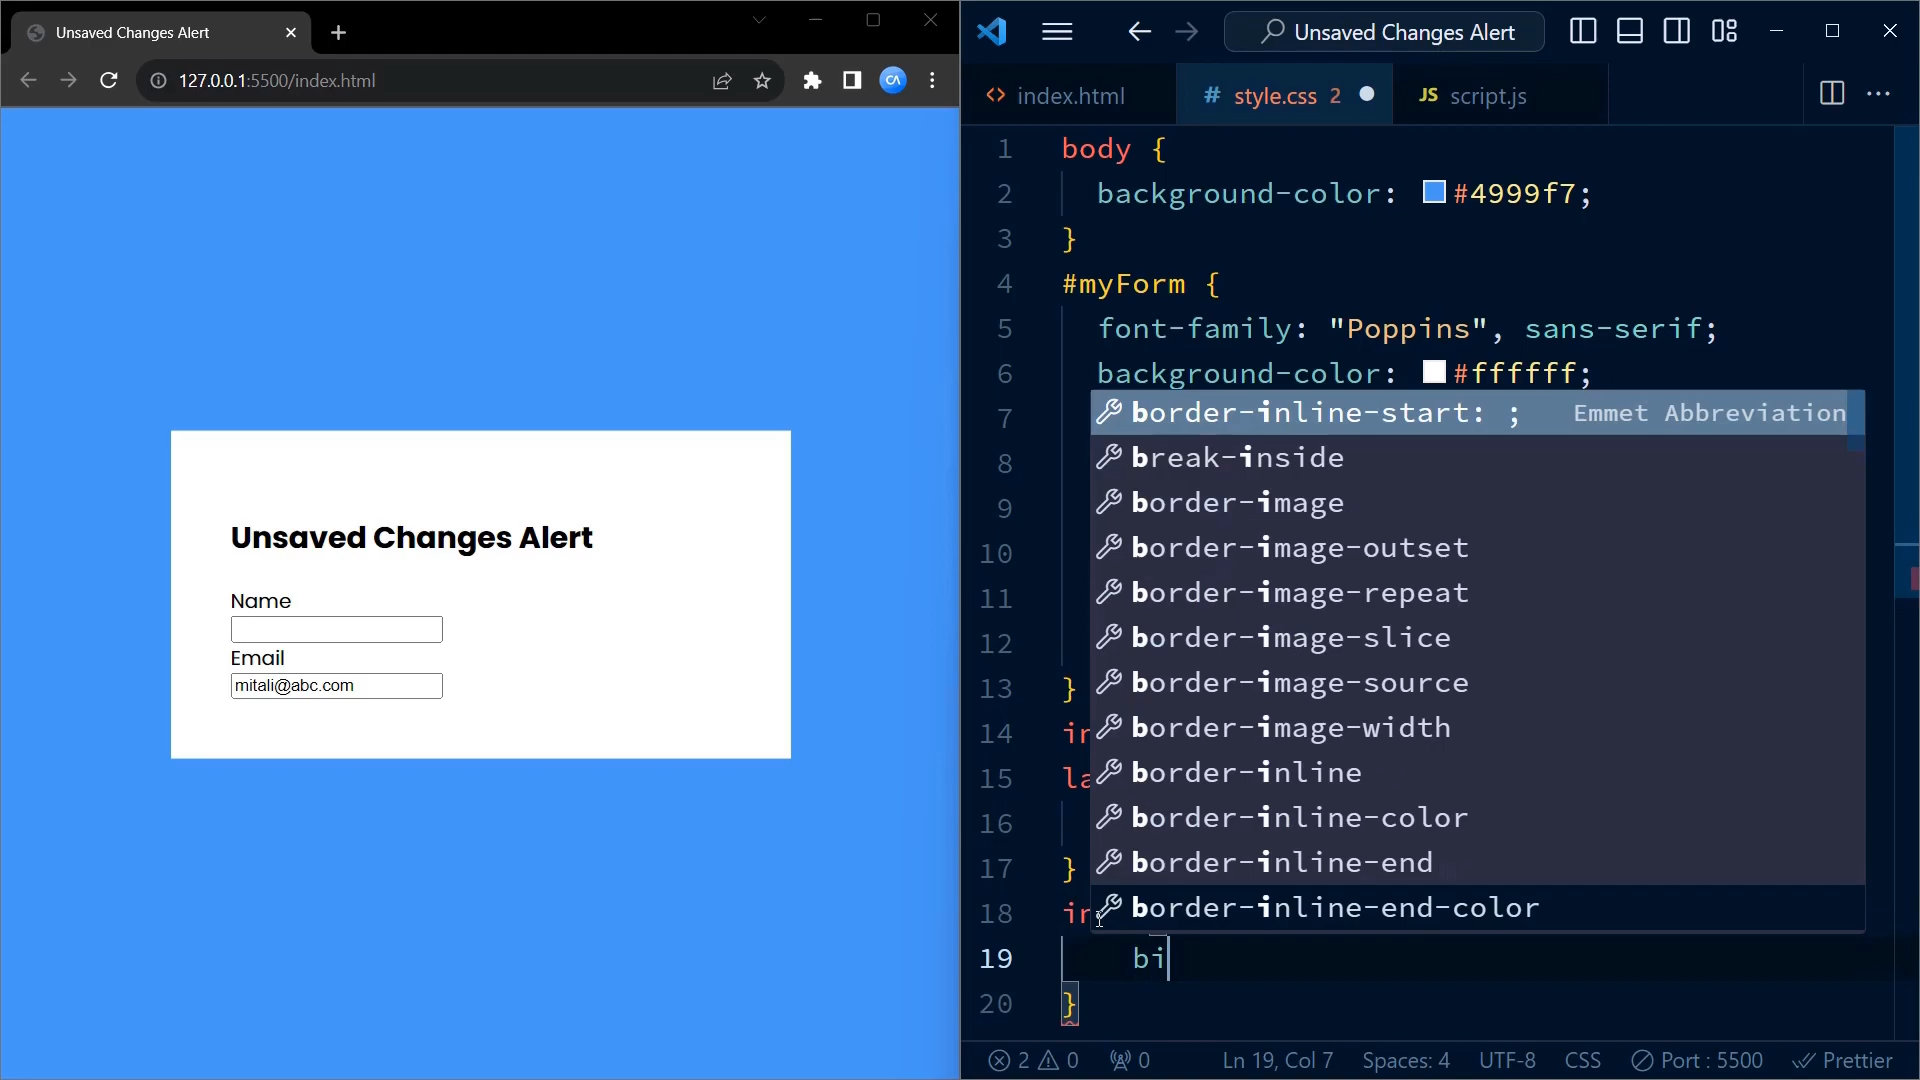 Unsaved Changes Alert
127.0.0.1:5500/index.html
CA
Unsaved Changes Alert
Name
Email
mitali@abc.com
Unsaved Changes Alert
<> index.html
# style.css 2
JS script.js
1 body {
2 background-color: #4999f7;
3 }
4 #myForm {
5 font-family: "Poppins", sans-serif;
6 background-color: #ffffff;
7 border-inline-start: ; Emmet Abbreviation
8 break-inside
9 border-image
10 border-image-outset
11 border-image-repeat
12 border-image-slice
13 } border-image-source
14 in border-image-width
15 la border-inline
16 border-inline-color
17 } border-inline-end
18 in border-inline-end-color
19 bi
20 }
2 0 0 Ln 19, Col 7 Spaces: 4 UTF-8 CSS Port : 5500 Prettier